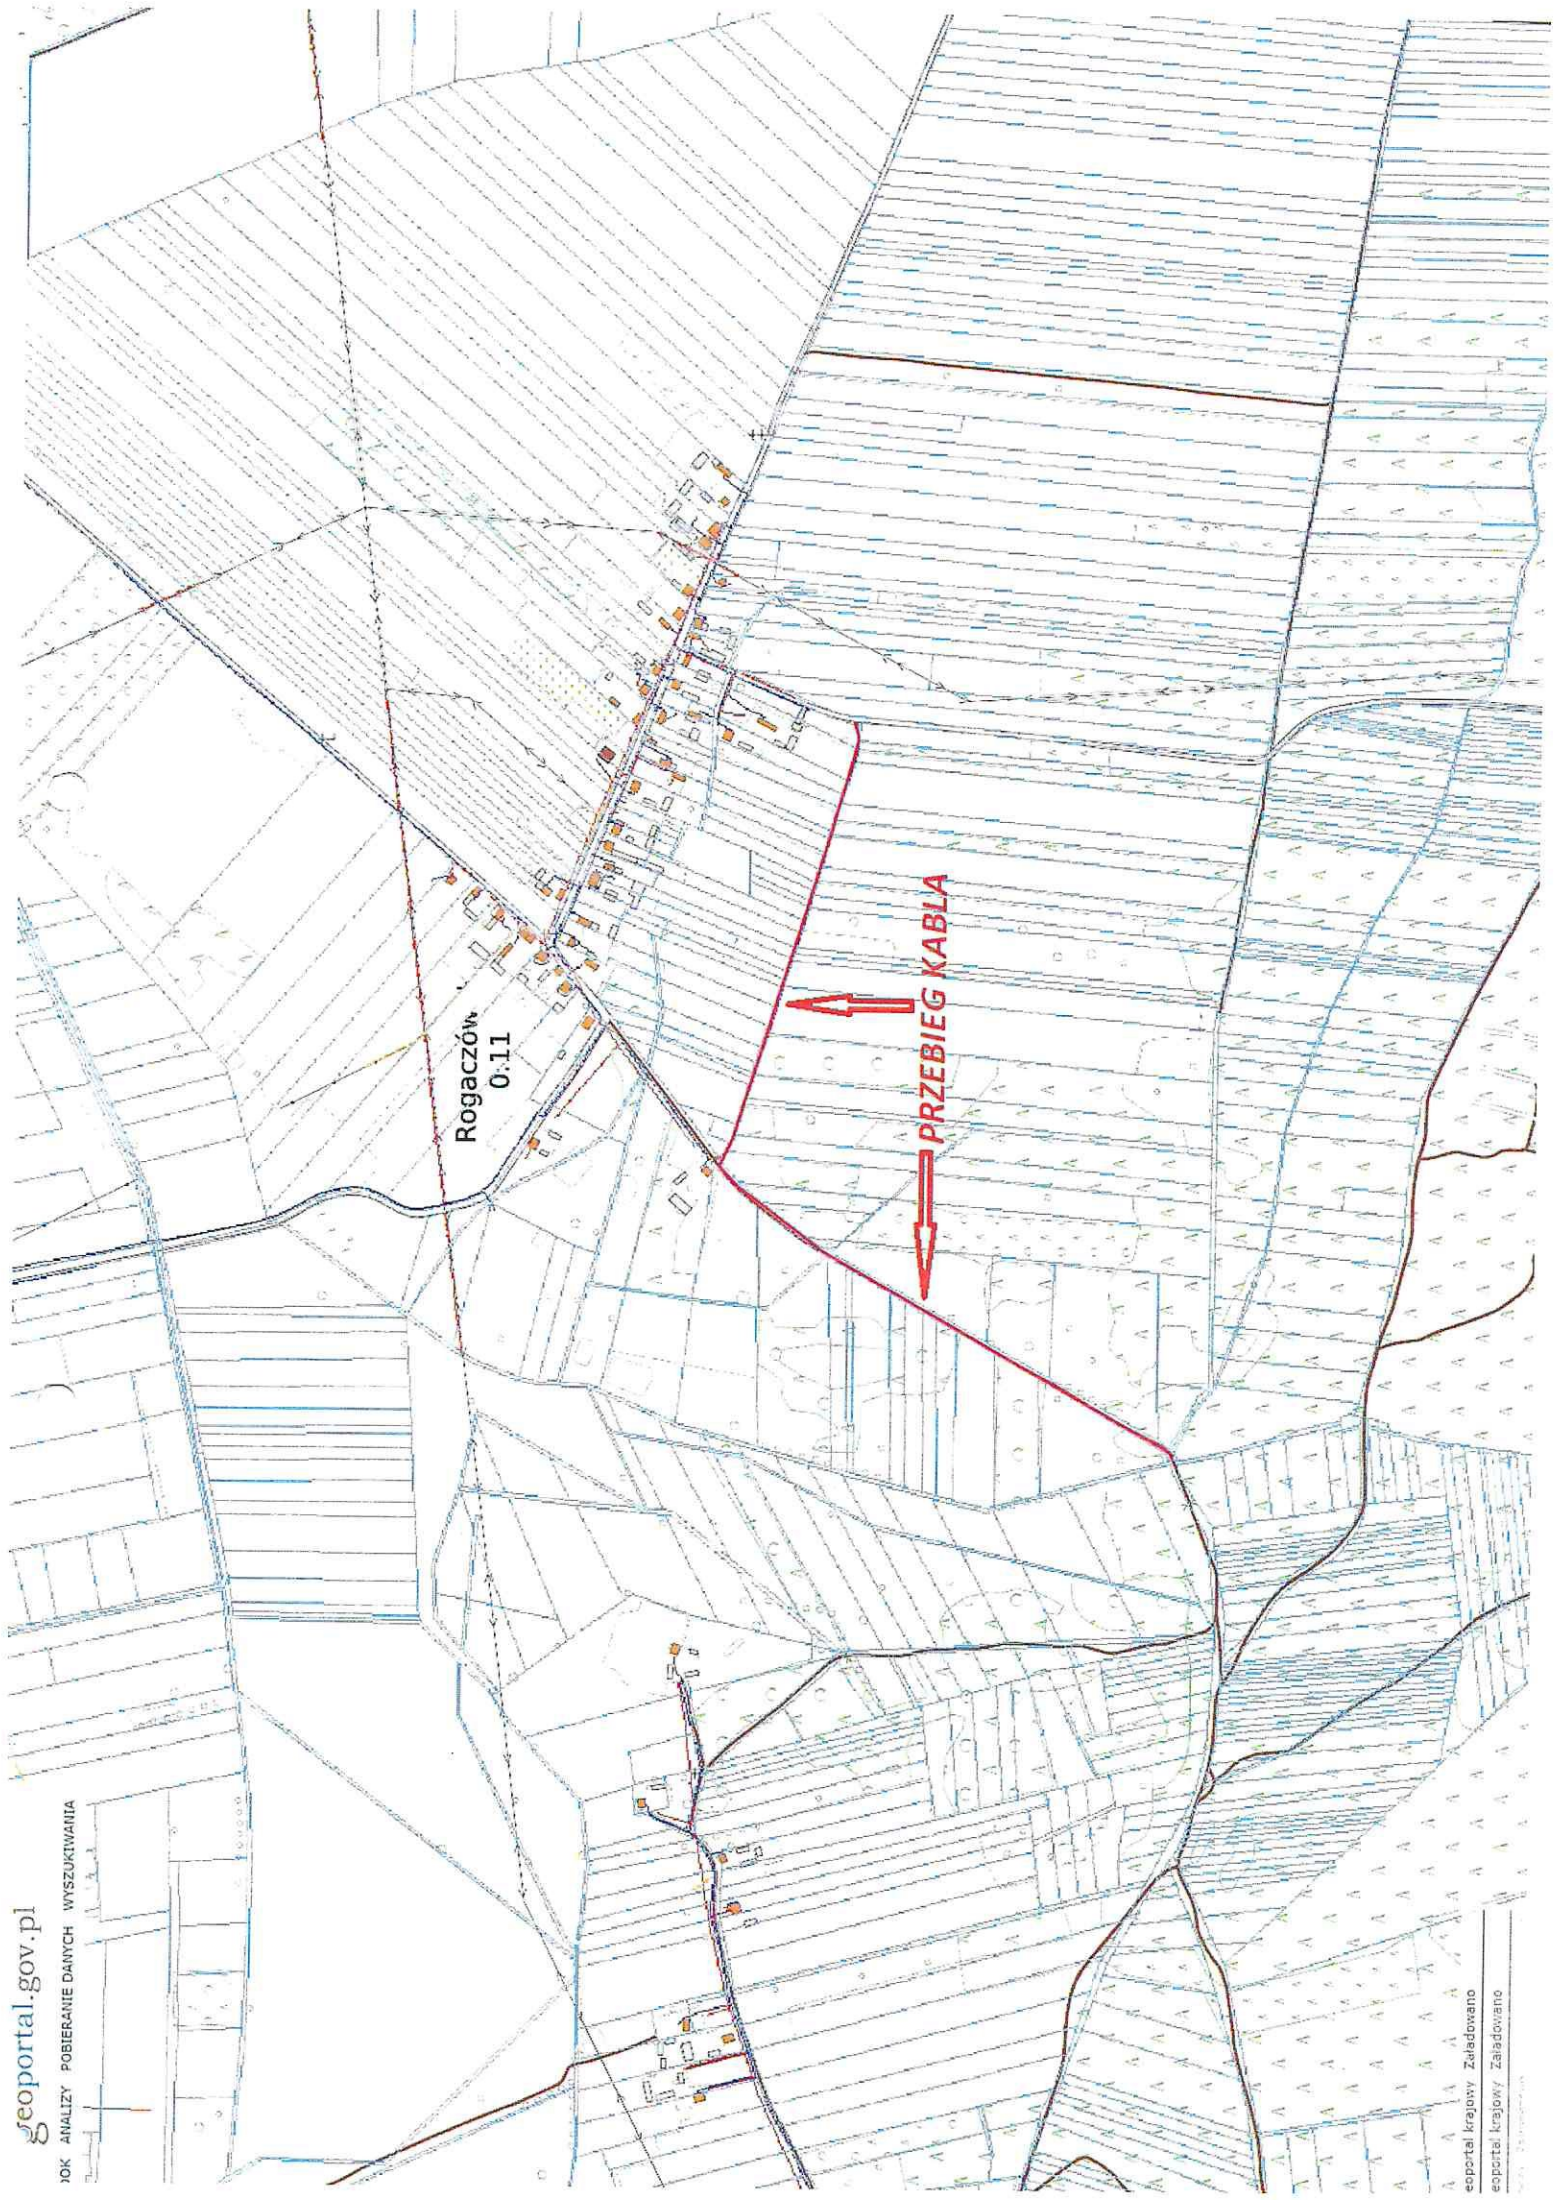 geoportal.gov.pl
OK ANALIZY POBIERANIE DANYCH WYSZUKIWANIA
Rogaczów
0.11
PRZEBIEG KABLA
eoportal krajowy Załadowano
eoportal krajowy Załadowano